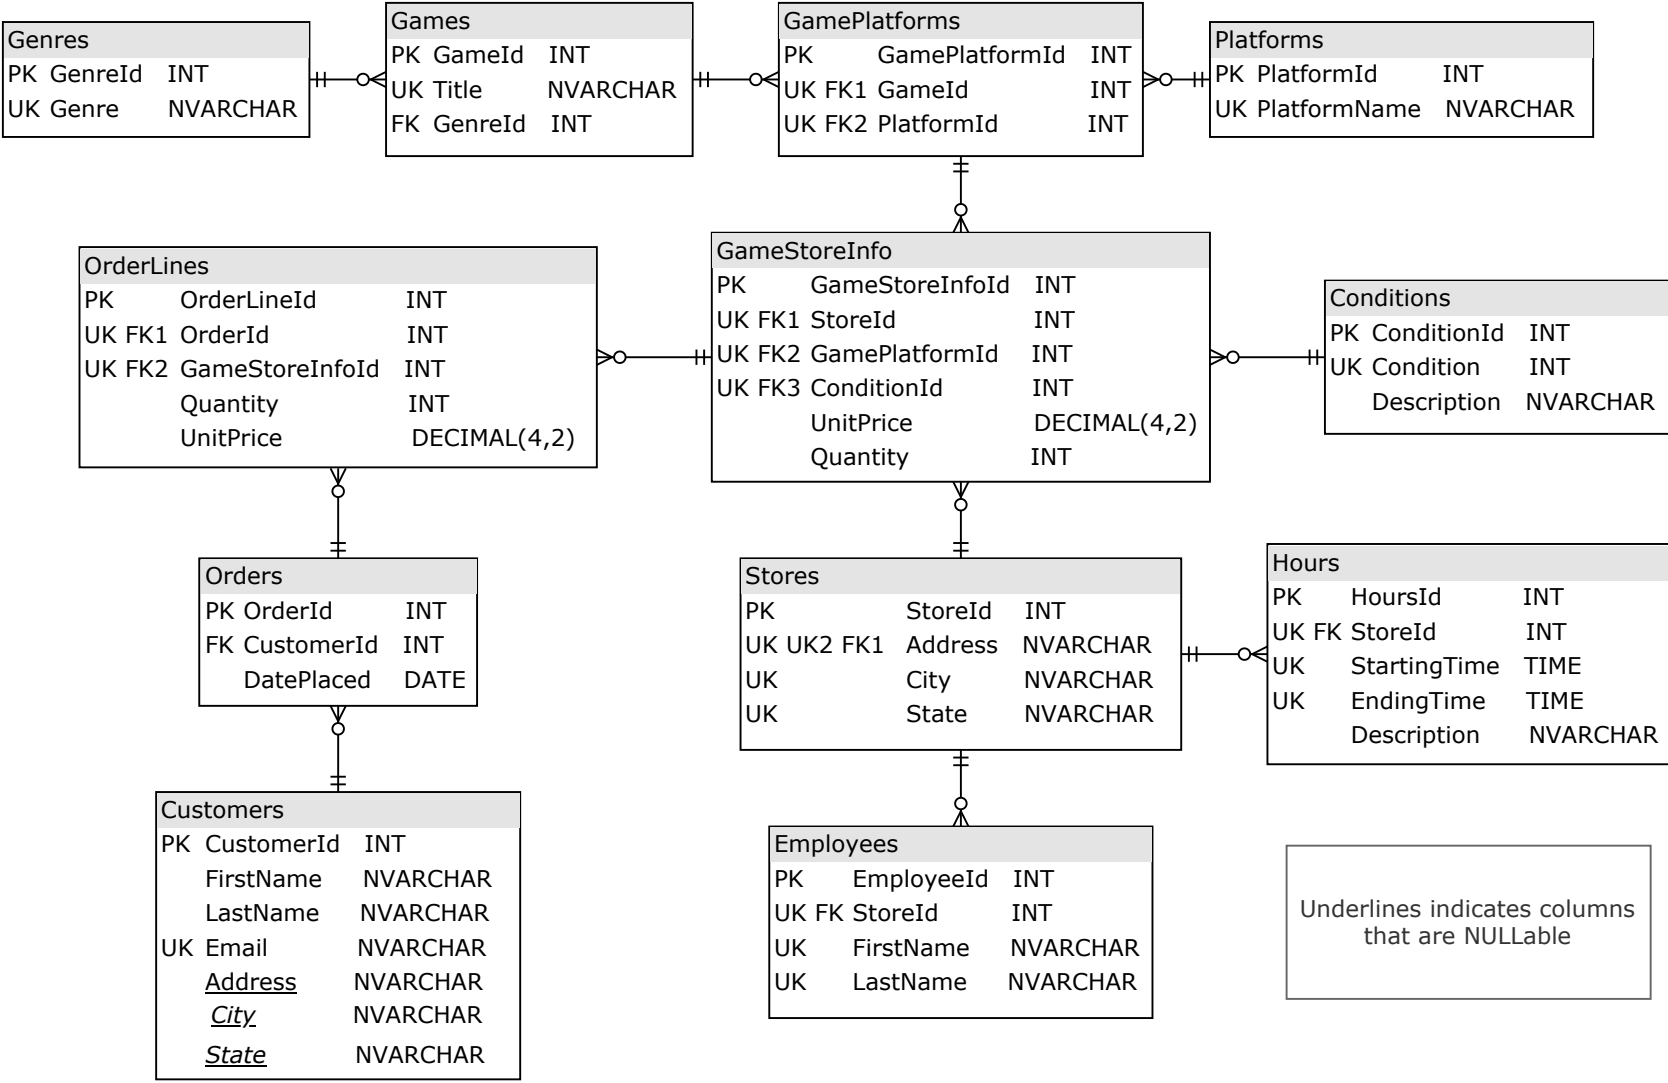 Genres
PK GenreId INT
UK Genre NVARCHAR
Games
PK GameId INT
UK Title NVARCHAR
FK GenreId INT
GamePlatforms
PK GamePlatformId INT
UK FK1 GameId INT
UK FK2 PlatformId INT
Platforms
PK PlatformId INT
UK PlatformName NVARCHAR
OrderLines
PK OrderLineId INT
UK FK1 OrderId INT
UK FK2 GameStoreInfoId INT
Quantity INT
UnitPrice DECIMAL(4,2)
GameStoreInfo
PK GameStoreInfoId INT
UK FK1 StoreId INT
UK FK2 GamePlatformId INT
UK FK3 ConditionId INT
UnitPrice DECIMAL(4,2)
Quantity INT
Conditions
PK ConditionId INT
UK Condition INT
Description NVARCHAR
Orders
PK OrderId INT
FK CustomerId INT
DatePlaced DATE
Stores
PK StoreId INT
UK UK2 FK1 Address NVARCHAR
UK City NVARCHAR
UK State NVARCHAR
Hours
PK HoursId INT
UK FK StoreId INT
UK StartingTime TIME
UK EndingTime TIME
Description NVARCHAR
Customers
PK CustomerId INT
FirstName NVARCHAR
LastName NVARCHAR
UK Email NVARCHAR
Address NVARCHAR
City NVARCHAR
State NVARCHAR
Employees
PK EmployeeId INT
UK FK StoreId INT
UK FirstName NVARCHAR
UK LastName NVARCHAR
Underlines indicates columns
that are NULLable